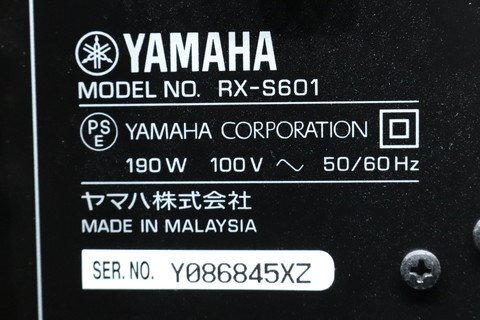 YAMAHA
MODEL NO. RX-S601
PS E YAMAHA CORPORATION
190 W 100 V ~ 50/60 Hz
ヤマハ株式会社
MADE IN MALAYSIA
SER. NO. Y086845XZ